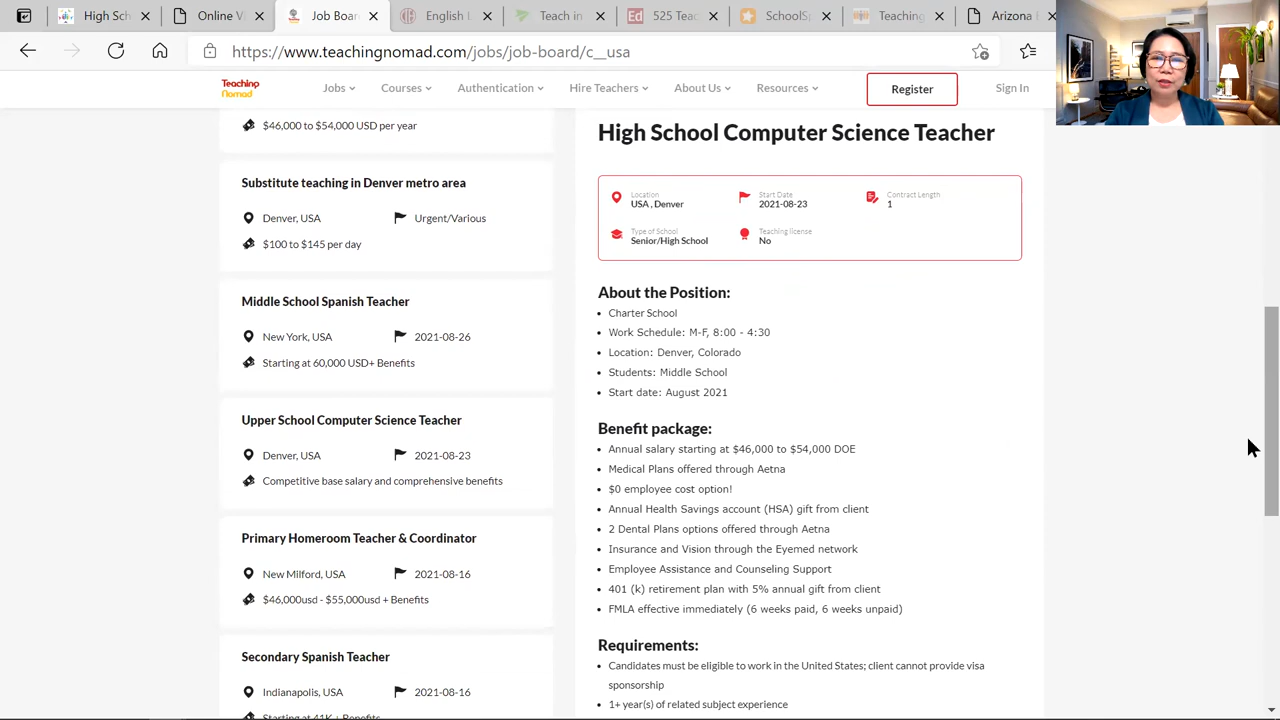 High Sch
Online V
Job Boar
English
Teach in
525 Teac
SchoolSp
Teaching
Arizona
https://www.teachingnomad.com/jobs/job-board/c__usa
Teaching
Nomad
Jobs
Courses
Authentication
Hire Teachers
About Us
Resources
Register
Sign In
$46,000 to $54,000 USD per year
Substitute teaching in Denver metro area
Denver, USA
Urgent/Various
$100 to $145 per day
Middle School Spanish Teacher
New York, USA
2021-08-26
Starting at 60,000 USD+ Benefits
Upper School Computer Science Teacher
Denver, USA
2021-08-23
Competitive base salary and comprehensive benefits
Primary Homeroom Teacher & Coordinator
New Milford, USA
2021-08-16
$46,000usd - $55,000usd + Benefits
Secondary Spanish Teacher
Indianapolis, USA
2021-08-16
Starting at 41K + Benefits
High School Computer Science Teacher
Location
USA , Denver
Start Date
2021-08-23
Contract Length
1
Type of School
Senior/High School
Teaching license
No
About the Position:
• Charter School
• Work Schedule: M-F, 8:00 - 4:30
• Location: Denver, Colorado
• Students: Middle School
• Start date: August 2021
Benefit package:
• Annual salary starting at $46,000 to $54,000 DOE
• Medical Plans offered through Aetna
• $0 employee cost option!
• Annual Health Savings account (HSA) gift from client
• 2 Dental Plans options offered through Aetna
• Insurance and Vision through the Eyemed network
• Employee Assistance and Counseling Support
• 401 (k) retirement plan with 5% annual gift from client
• FMLA effective immediately (6 weeks paid, 6 weeks unpaid)
Requirements:
• Candidates must be eligible to work in the United States; client cannot provide visa
sponsorship
• 1+ year(s) of related subject experience